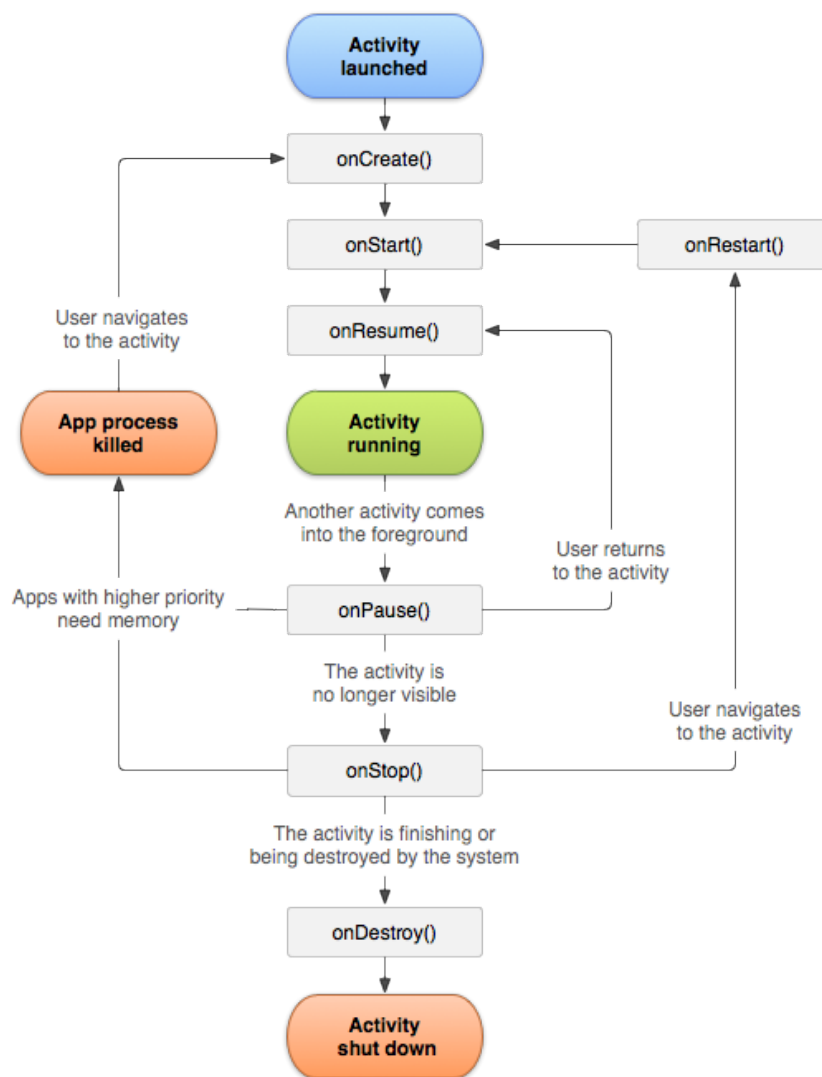 Activity
launched
onCreate()
onStart()
onRestart()
onResume()
User navigates
to the activity
App process
killed
Activity
running
Another activity comes
into the foreground
User returns
to the activity
Apps with higher priority
need memory
onPause()
The activity is
no longer visible
User navigates
to the activity
onStop()
The activity is finishing or
being destroyed by the system
onDestroy()
Activity
shut down